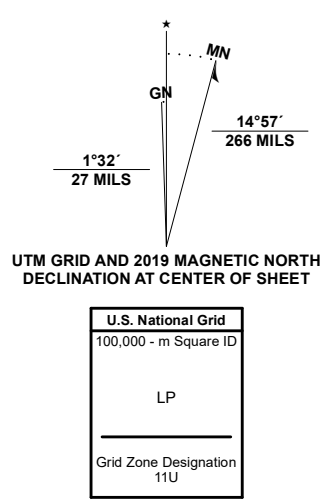 ★
MN
GN
14°57´
266 MILS
1°32´
27 MILS
UTM GRID AND 2019 MAGNETIC NORTH
DECLINATION AT CENTER OF SHEET
U.S. National Grid
100,000 - m Square ID
LP
Grid Zone Designation
11U